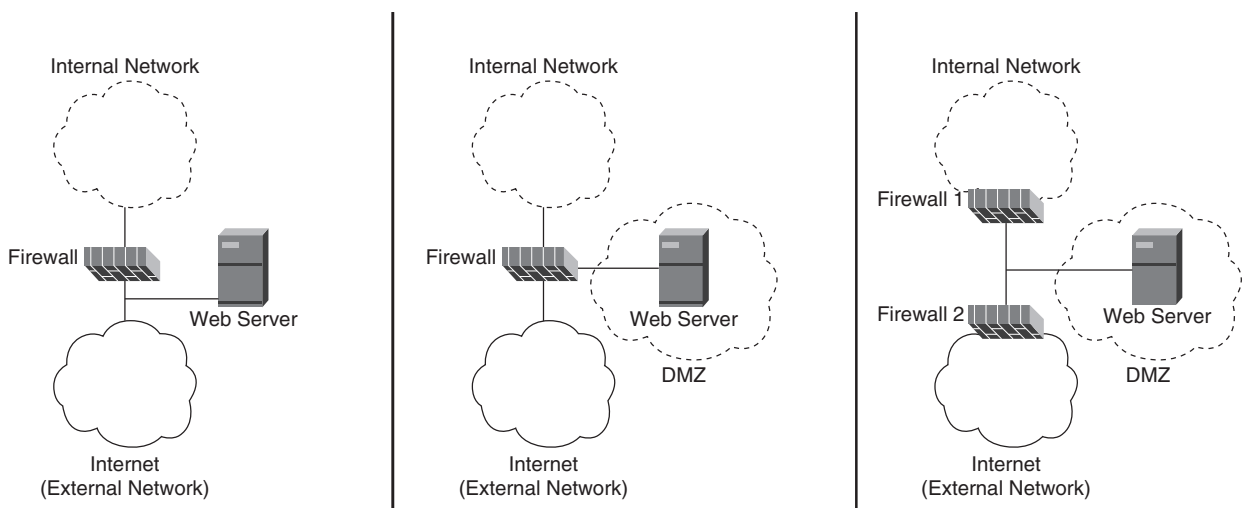 Internal Network
Firewall
Web Server
Internet
(External Network)
Internal Network
Firewall
Web Server
DMZ
Internet
(External Network)
Internal Network
Firewall 1
Firewall 2
Web Server
DMZ
Internet
(External Network)